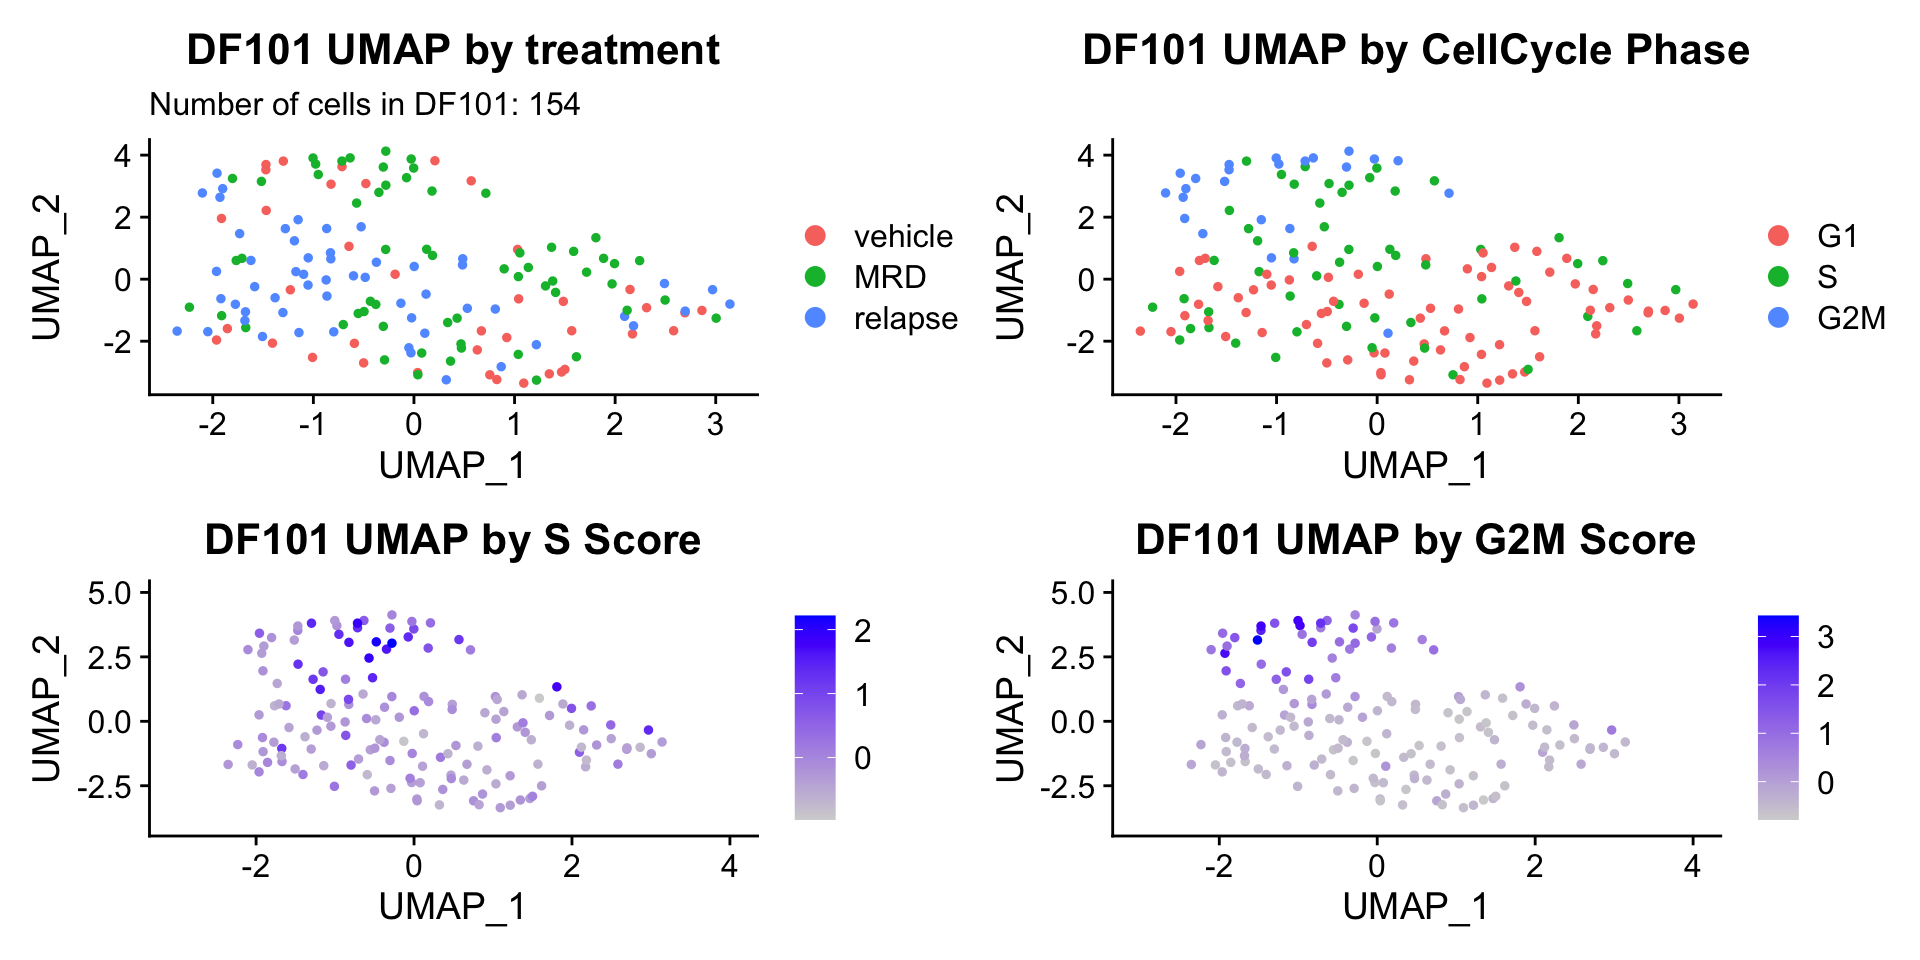 DF101 UMAP by treatment
Number of cells in DF101: 154
UMAP_2
4
2
0
-2
-2 -1 0 1 2 3
UMAP_1
vehicle
MRD
relapse
DF101 UMAP by CellCycle Phase
UMAP_2
4
2
0
-2
-2 -1 0 1 2 3
UMAP_1
G1
S
G2M
DF101 UMAP by S Score
UMAP_2
5.0
2.5
0.0
-2.5
-2 0 2 4
UMAP_1
2
1
0
DF101 UMAP by G2M Score
UMAP_2
5.0
2.5
0.0
-2.5
-2 0 2 4
UMAP_1
3
2
1
0